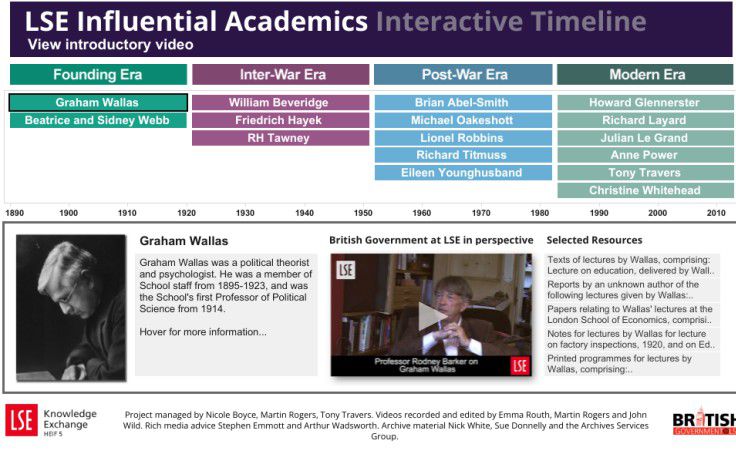 LSE Influential Academics Interactive Timeline
View introductory video
Founding Era
Inter-War Era
Post-War Era
Modern Era
Graham Wallas
William Beveridge
Brian Abel-Smith
Howard Glennerster
Beatrice and Sidney Webb
Friedrich Hayek
Michael Oakeshott
Richard Layard
RH Tawney
Lionel Robbins
Julian Le Grand
Richard Titmuss
Anne Power
Eileen Younghusband
Tony Travers
Christine Whitehead
1890 1900 1910 1920 1930 1940 1950 1960 1970 1980 1990 2000 2010
Graham Wallas
Graham Wallas was a political theorist
and psychologist. He was a member of
School staff from 1895-1923, and was
the School's first Professor of Political
Science from 1914.
Hover for more information...
British Government at LSE in perspective
LSE
Professor Rodney Barker on
Graham Wallas
LSE
Selected Resources
Texts of lectures by Wallas, comprising:
Lecture on education, delivered by Wall..
Reports by an unknown author of the
following lectures given by Wallas:..
Papers relating to Wallas' lectures at the
London School of Economics, comprisi..
Notes for lectures by Wallas for lecture
on factory inspections, 1920, and on Ed..
Printed programmes for lectures by
Wallas, comprising:..
LSE
Knowledge
Exchange
HEIF 5
Project managed by Nicole Boyce, Martin Rogers, Tony Travers. Videos recorded and edited by Emma Routh, Martin Rogers and John
Wild. Rich media advice Stephen Emmott and Arthur Wadsworth. Archive material Nick White, Sue Donnelly and the Archives Services
Group.
BRITISH
GOVERNMENT@